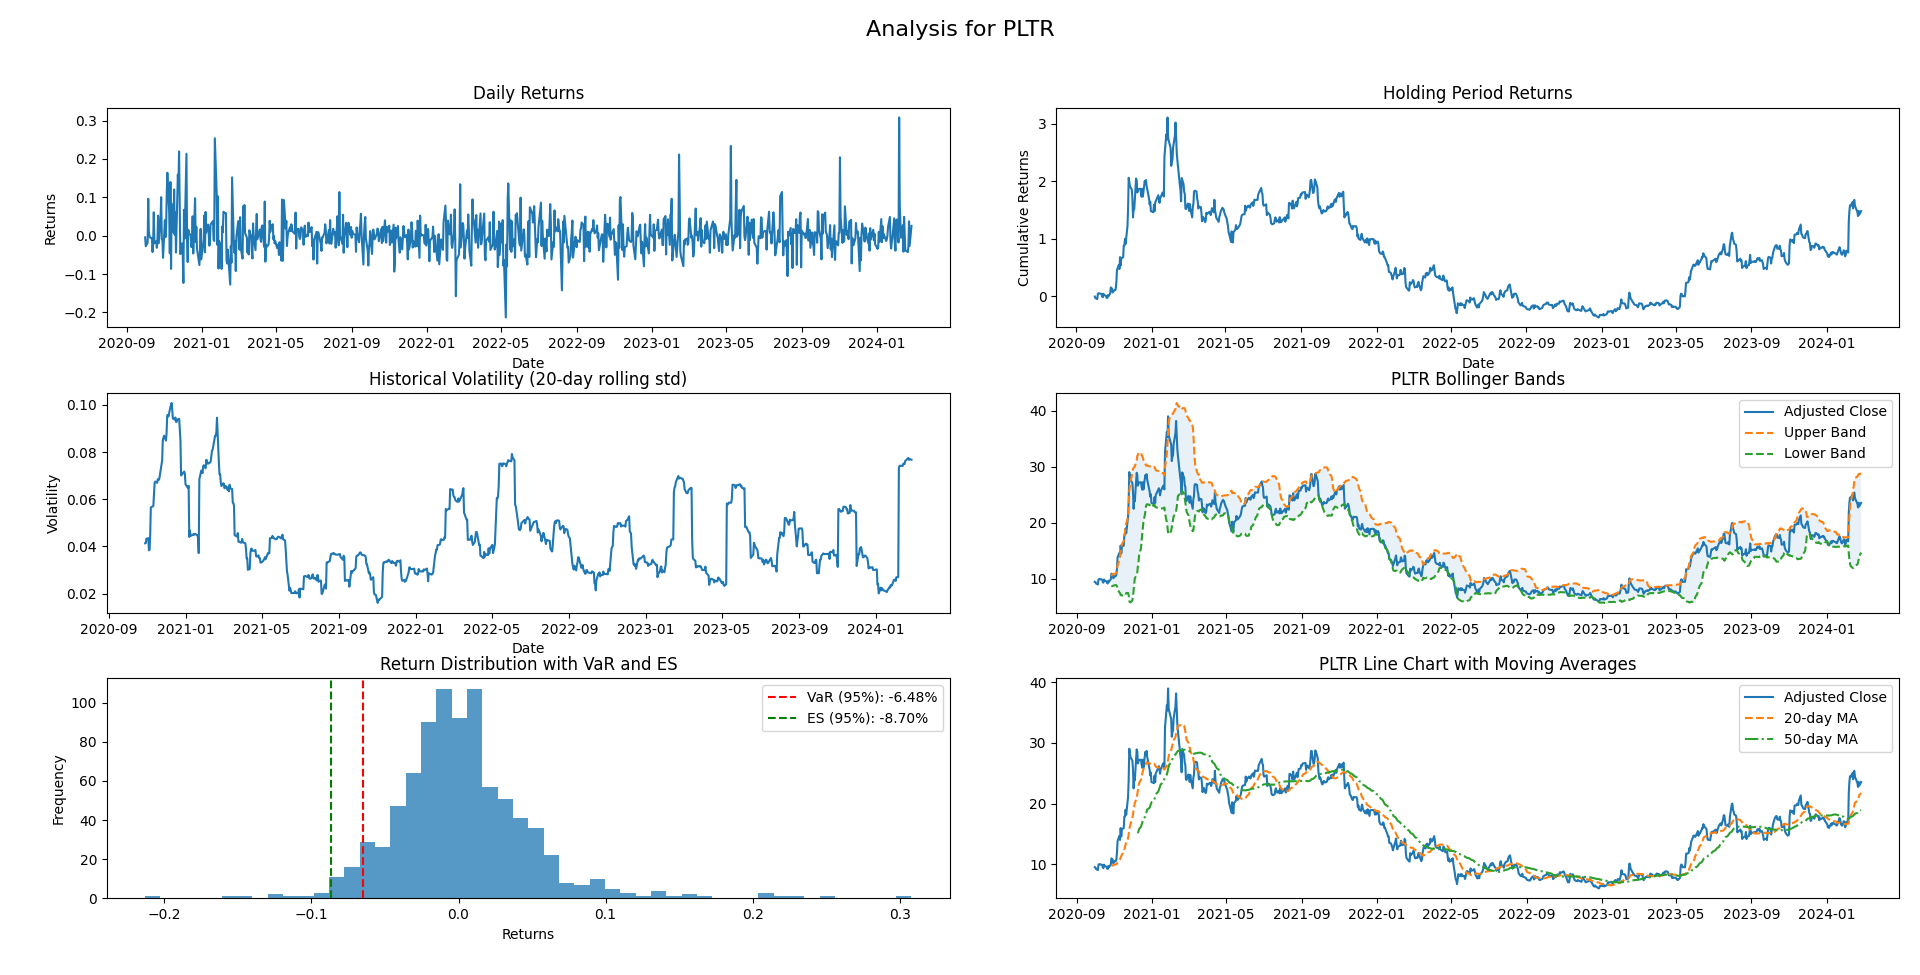 Analysis for PLTR
Daily Returns
0.3
0.2
0.1
0.0
−0.1
−0.2
Returns
2020-09 2021-01 2021-05 2021-09 2022-01 2022-05 2022-09 2023-01 2023-05 2023-09 2024-01
Date
Holding Period Returns
3
2
1
0
Cumulative Returns
2020-09 2021-01 2021-05 2021-09 2022-01 2022-05 2022-09 2023-01 2023-05 2023-09 2024-01
Date
Historical Volatility (20-day rolling std)
0.10
0.08
0.06
0.04
0.02
Volatility
2020-09 2021-01 2021-05 2021-09 2022-01 2022-05 2022-09 2023-01 2023-05 2023-09 2024-01
Date
PLTR Bollinger Bands
Adjusted Close
Upper Band
Lower Band
40
30
20
10
2020-09 2021-01 2021-05 2021-09 2022-01 2022-05 2022-09 2023-01 2023-05 2023-09 2024-01
Return Distribution with VaR and ES
VaR (95%): -6.48%
ES (95%): -8.70%
100
80
60
40
20
0
Frequency
−0.2 −0.1 0.0 0.1 0.2 0.3
Returns
PLTR Line Chart with Moving Averages
Adjusted Close
20-day MA
50-day MA
40
30
20
10
2020-09 2021-01 2021-05 2021-09 2022-01 2022-05 2022-09 2023-01 2023-05 2023-09 2024-01